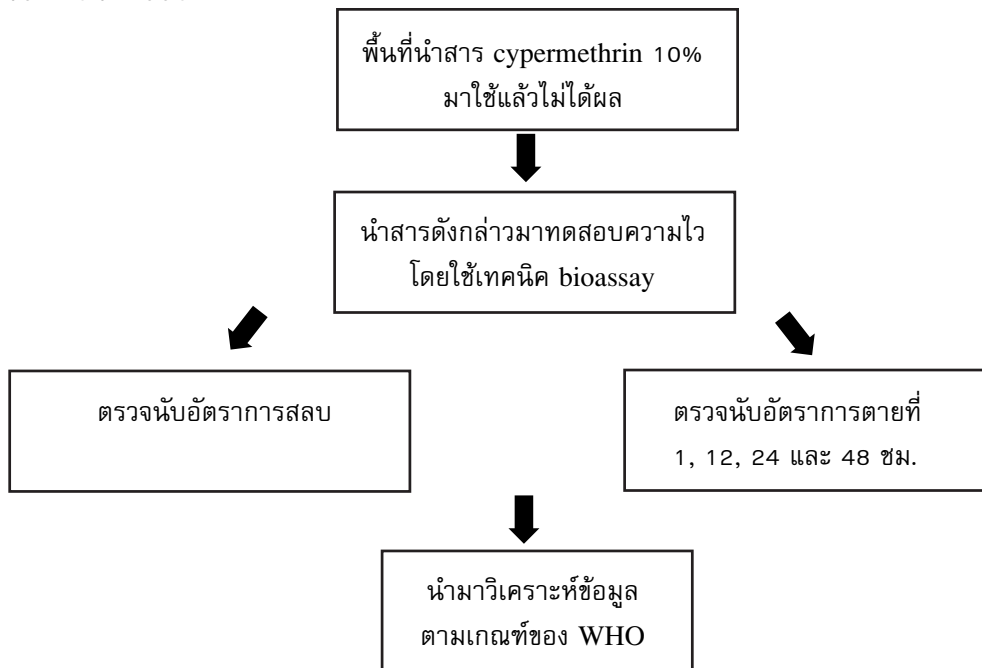 พื้นที่นำสาร cypermethrin 10%
มาใช้แล้วไม่ได้ผล
นำสารดังกล่าวมาทดสอบความไว
โดยใช้เทคนิค bioassay
ตรวจนับอัตราการสลบ
ตรวจนับอัตราการตายที่
1, 12, 24 และ 48 ชม.
นำมาวิเคราะห์ข้อมูล
ตามเกณฑ์ของ WHO